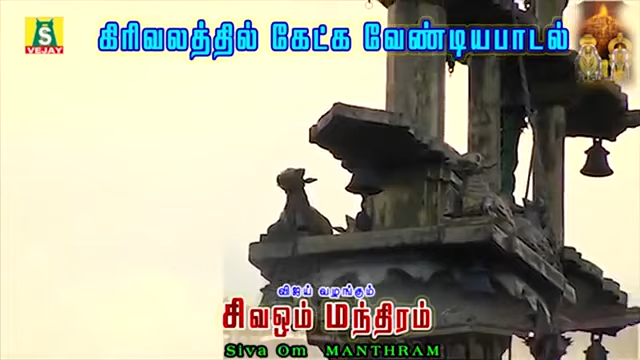 கிரிவலத்தில் கேட்க வேண்டியபாடல்
S
VEJAY
விஜய் வழங்கும்
சிவஓம் மந்திரம்
Siva Om MANTHRAM